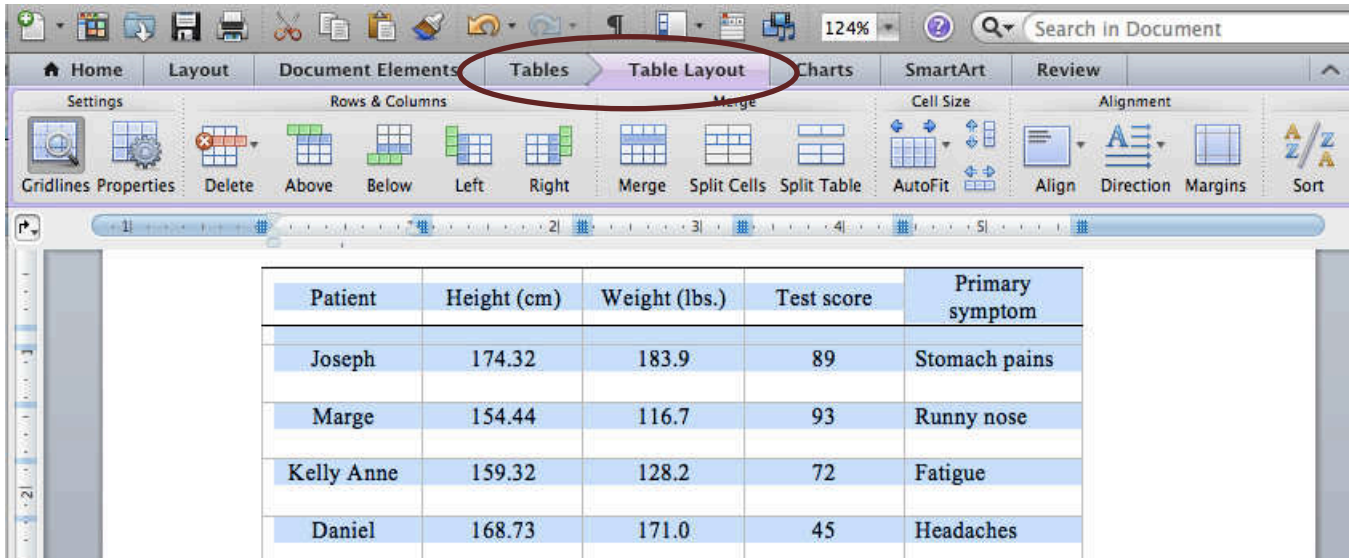 124%
Search in Document
Home Layout Document Elements Tables Table Layout Charts SmartArt Review
Settings Rows & Columns Merge Cell Size Alignment
Gridlines Properties Delete Above Below Left Right Merge Split Cells Split Table AutoFit Align Direction Margins Sort
1 1 2 3 4 5
Patient Height (cm) Weight (lbs.) Test score Primary symptom
Joseph 174.32 183.9 89 Stomach pains
Marge 154.44 116.7 93 Runny nose
Kelly Anne 159.32 128.2 72 Fatigue
Daniel 168.73 171.0 45 Headaches